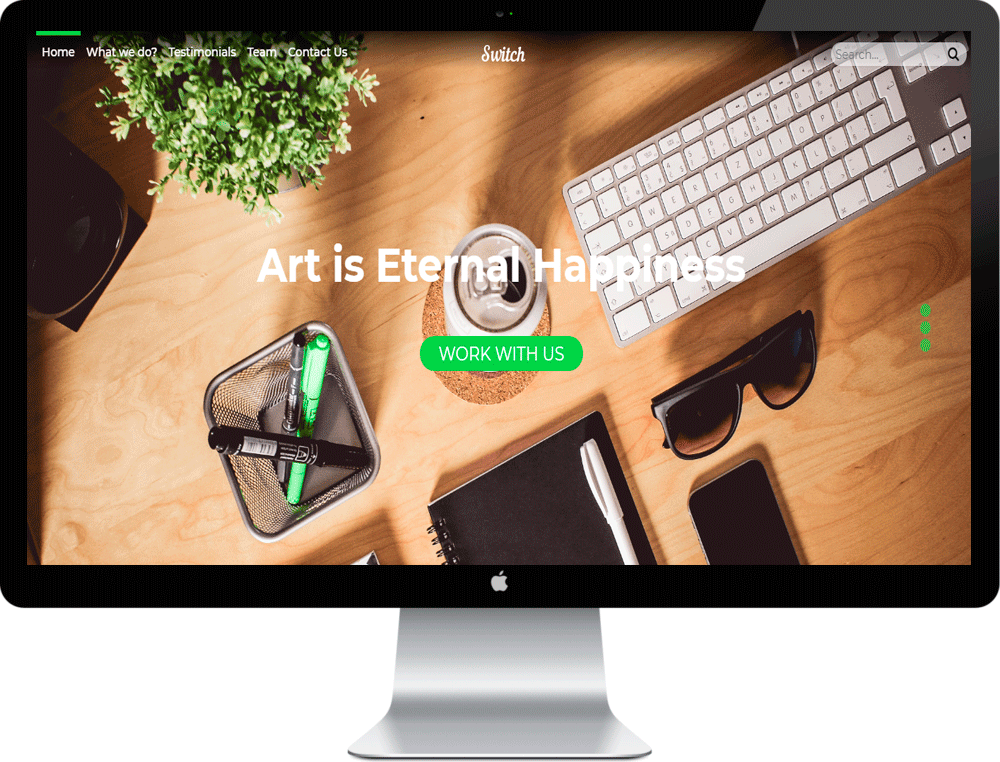 Home What we do? Testimonials Team Contact Us
Switch
Search...
Art is Eternal Happiness
WORK WITH US